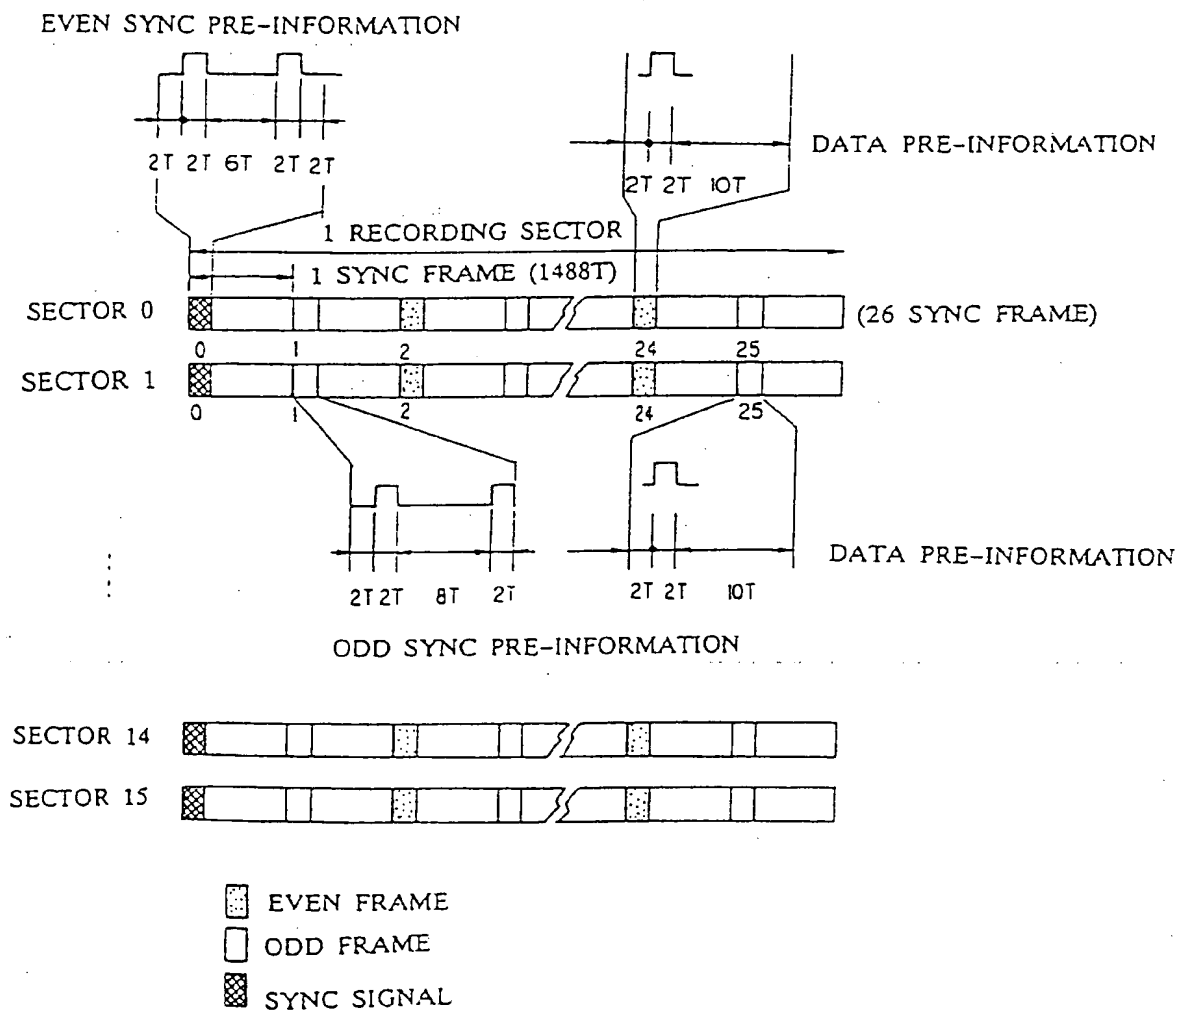 EVEN SYNC PRE-INFORMATION
2T 2T 6T 2T 2T
DATA PRE-INFORMATION
2T 2T 10T
1 RECORDING SECTOR
1 SYNC FRAME (1488T)
SECTOR 0
(26 SYNC FRAME)
0 1 2 24 25
SECTOR 1
0 1 2 24 25
DATA PRE-INFORMATION
2T 2T 8T 2T
2T 2T 10T
ODD SYNC PRE-INFORMATION
SECTOR 14
SECTOR 15
EVEN FRAME
ODD FRAME
SYNC SIGNAL